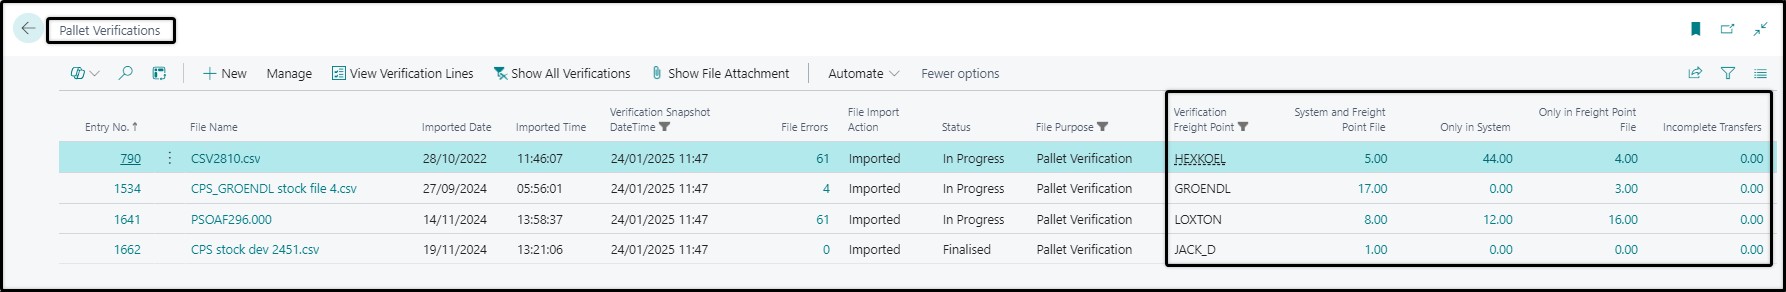 Pallet Verifications
New Manage View Verification Lines Show All Verifications Show File Attachment Automate Fewer options
Entry No.↑ File Name Imported Date Imported Time Verification Snapshot DateTime File Errors File Import Action Status File Purpose Verification Freight Point System and Freight Point File Only in System Only in Freight Point File Incomplete Transfers
790 CSV2810.csv 28/10/2022 11:46:07 24/01/2025 11:47 61 Imported In Progress Pallet Verification HEXKOEL 5.00 44.00 4.00 0.00
1534 CPS_GROENDL stock file 4.csv 27/09/2024 05:56:01 24/01/2025 11:47 4 Imported In Progress Pallet Verification GROENDL 17.00 0.00 3.00 0.00
1641 PSOAF296.000 14/11/2024 13:58:37 24/01/2025 11:47 61 Imported In Progress Pallet Verification LOXTON 8.00 12.00 16.00 0.00
1662 CPS stock dev 2451.csv 19/11/2024 13:21:06 24/01/2025 11:47 0 Imported Finalised Pallet Verification JACK_D 1.00 0.00 0.00 0.00